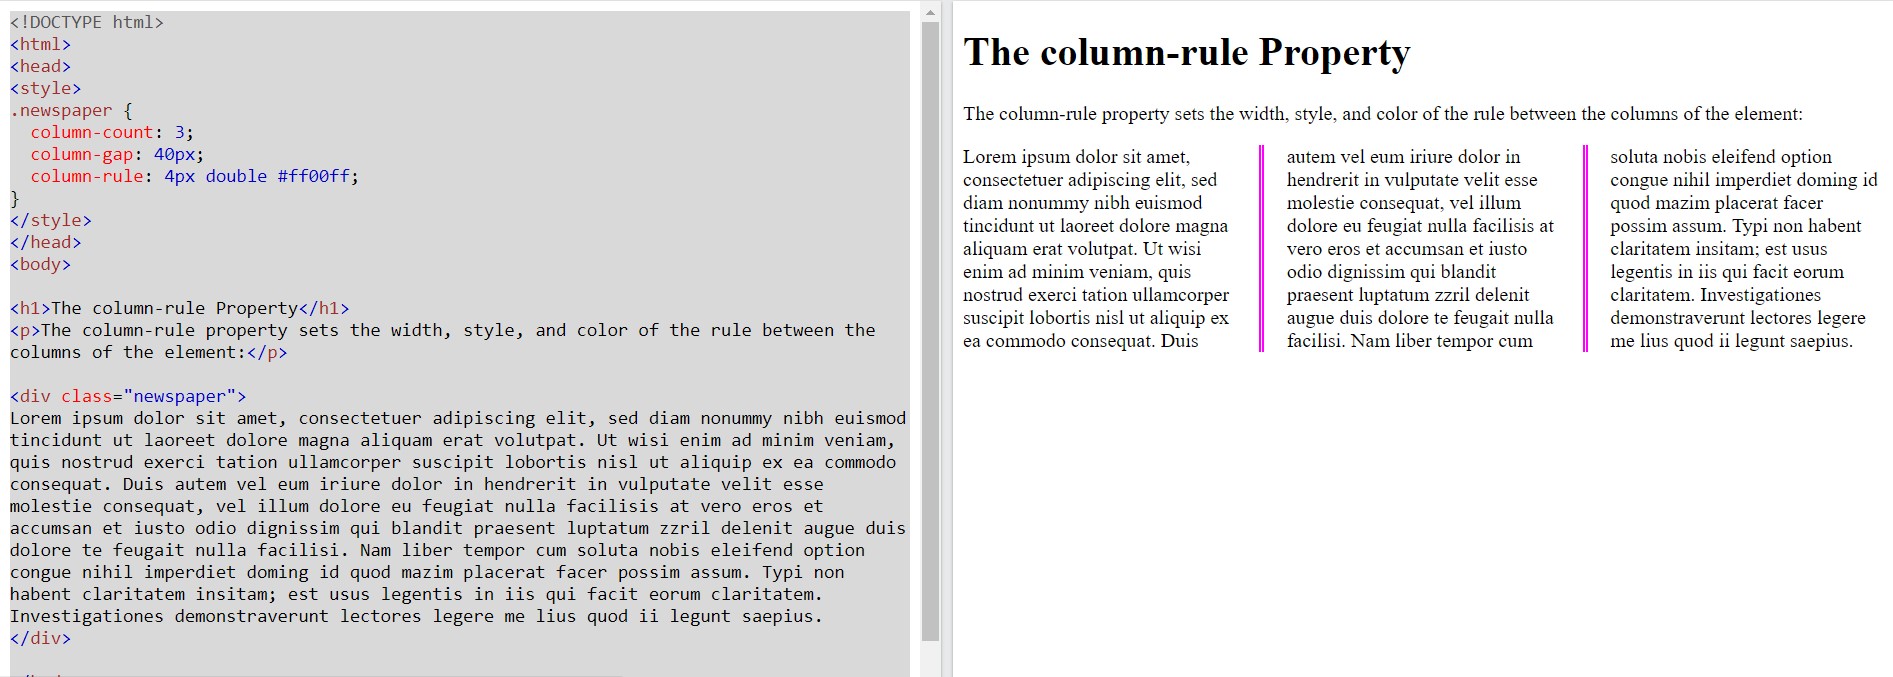 <!DOCTYPE html>
<html>
<head>
<style>
.newspaper {
  column-count: 3;
  column-gap: 40px;
  column-rule: 4px double #ff00ff;
}
</style>
</head>
<body>
<h1>The column-rule Property</h1>
<p>The column-rule property sets the width, style, and color of the rule between the
columns of the element:</p>
<div class="newspaper">
Lorem ipsum dolor sit amet, consectetuer adipiscing elit, sed diam nonummy nibh euismod
tincidunt ut laoreet dolore magna aliquam erat volutpat. Ut wisi enim ad minim veniam,
quis nostrud exerci tation ullamcorper suscipit lobortis nisl ut aliquip ex ea commodo
consequat. Duis autem vel eum iriure dolor in hendrerit in vulputate velit esse
molestie consequat, vel illum dolore eu feugiat nulla facilisis at vero eros et
accumsan et iusto odio dignissim qui blandit praesent luptatum zzril delenit augue duis
dolore te feugait nulla facilisi. Nam liber tempor cum soluta nobis eleifend option
congue nihil imperdiet doming id quod mazim placerat facer possim assum. Typi non
habent claritatem insitam; est usus legentis in iis qui facit eorum claritatem.
Investigationes demonstraverunt lectores legere me lius quod ii legunt saepius.
</div>
The column-rule Property
The column-rule property sets the width, style, and color of the rule between the columns of the element:
Lorem ipsum dolor sit amet,
consectetuer adipiscing elit, sed
diam nonummy nibh euismod
tincidunt ut laoreet dolore magna
aliquam erat volutpat. Ut wisi
enim ad minim veniam, quis
nostrud exerci tation ullamcorper
suscipit lobortis nisl ut aliquip ex
ea commodo consequat. Duis
autem vel eum iriure dolor in
hendrerit in vulputate velit esse
molestie consequat, vel illum
dolore eu feugiat nulla facilisis at
vero eros et accumsan et iusto
odio dignissim qui blandit
praesent luptatum zzril delenit
augue duis dolore te feugait nulla
facilisi. Nam liber tempor cum
soluta nobis eleifend option
congue nihil imperdiet doming id
quod mazim placerat facer
possim assum. Typi non habent
claritatem insitam; est usus
legentis in iis qui facit eorum
claritatem. Investigationes
demonstraverunt lectores legere
me lius quod ii legunt saepius.